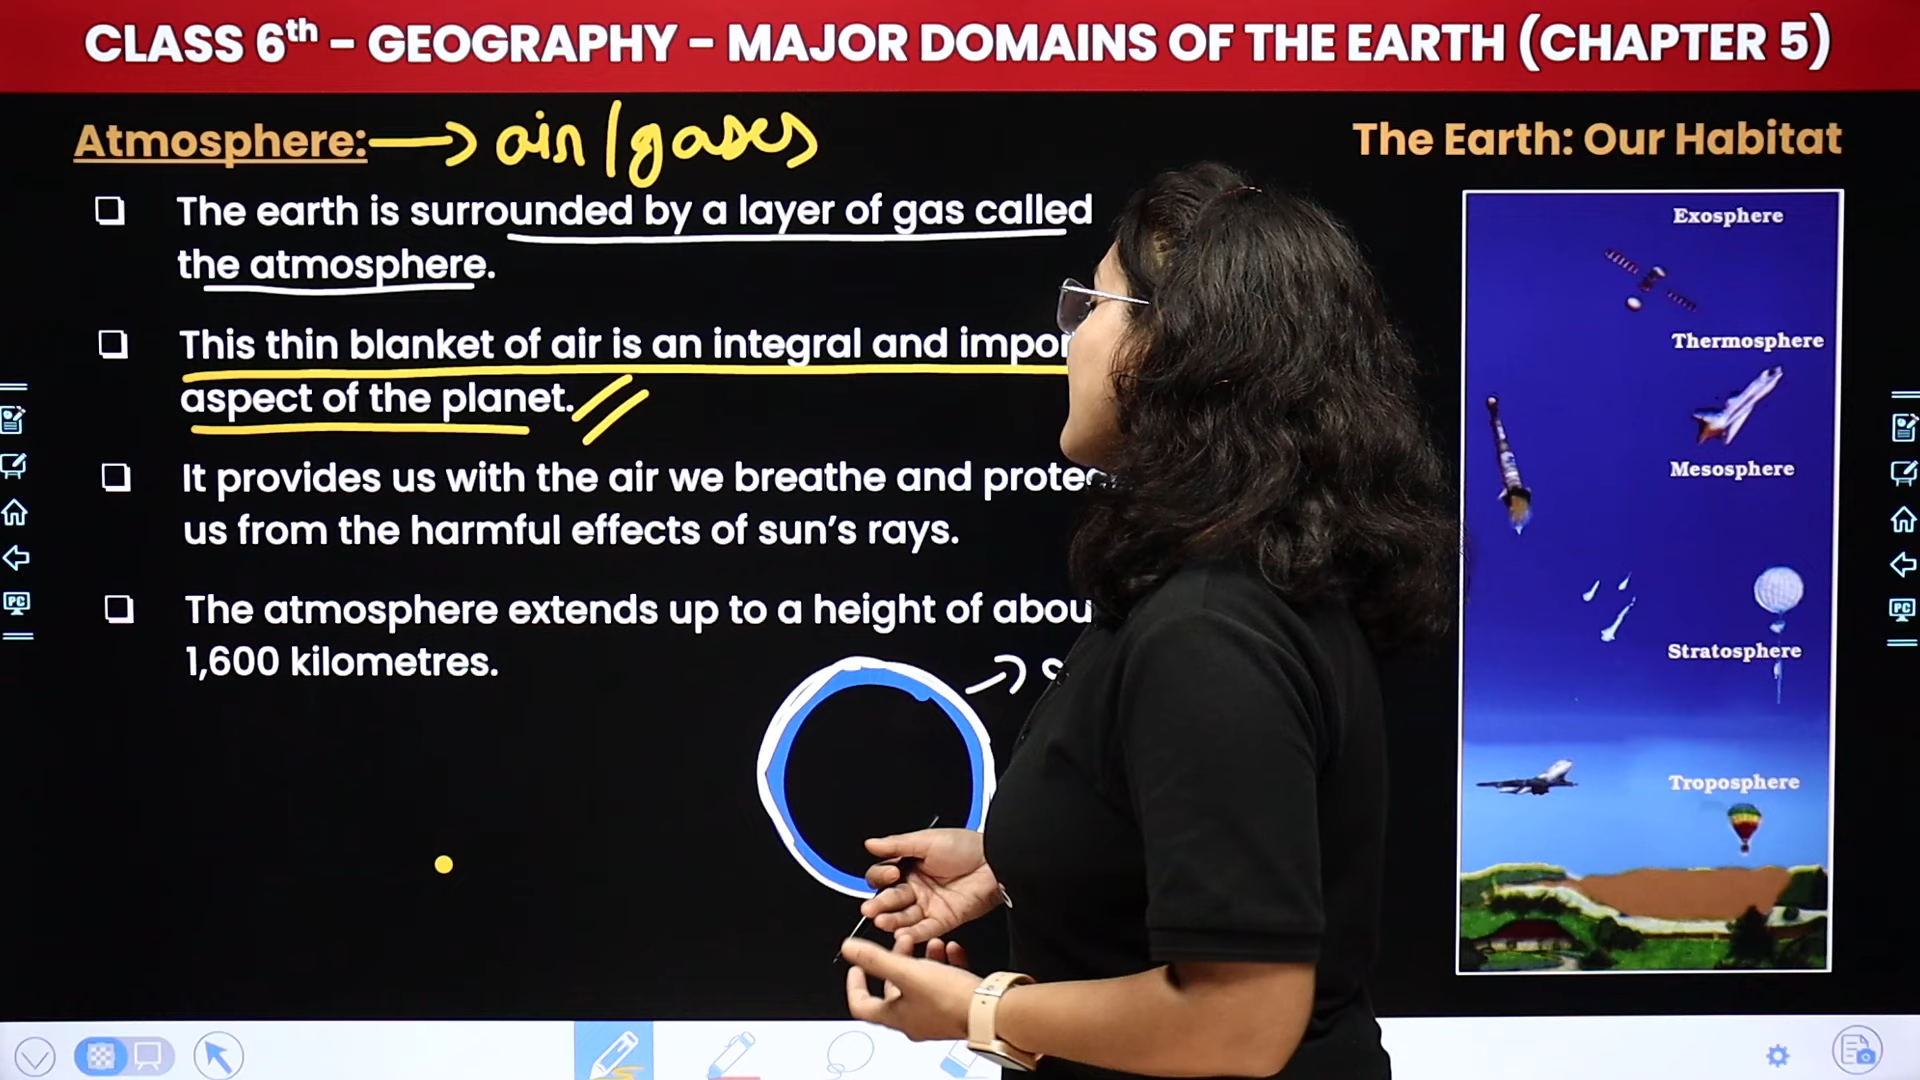 CLASS 6th - GEOGRAPHY - MAJOR DOMAINS OF THE EARTH (CHAPTER 5)
Atmosphere: → air/gases
The earth is surrounded by a layer of gas called
the atmosphere.
This thin blanket of air is an integral and
aspect of the planet.
It provides us with the air we breathe and
us from the harmful effects of sun's rays.
The atmosphere extends up to a height of
1,600 kilometres.
The Earth: Our Habitat
Exosphere
Thermosphere
Mesosphere
Stratosphere
Troposphere
PC
PC